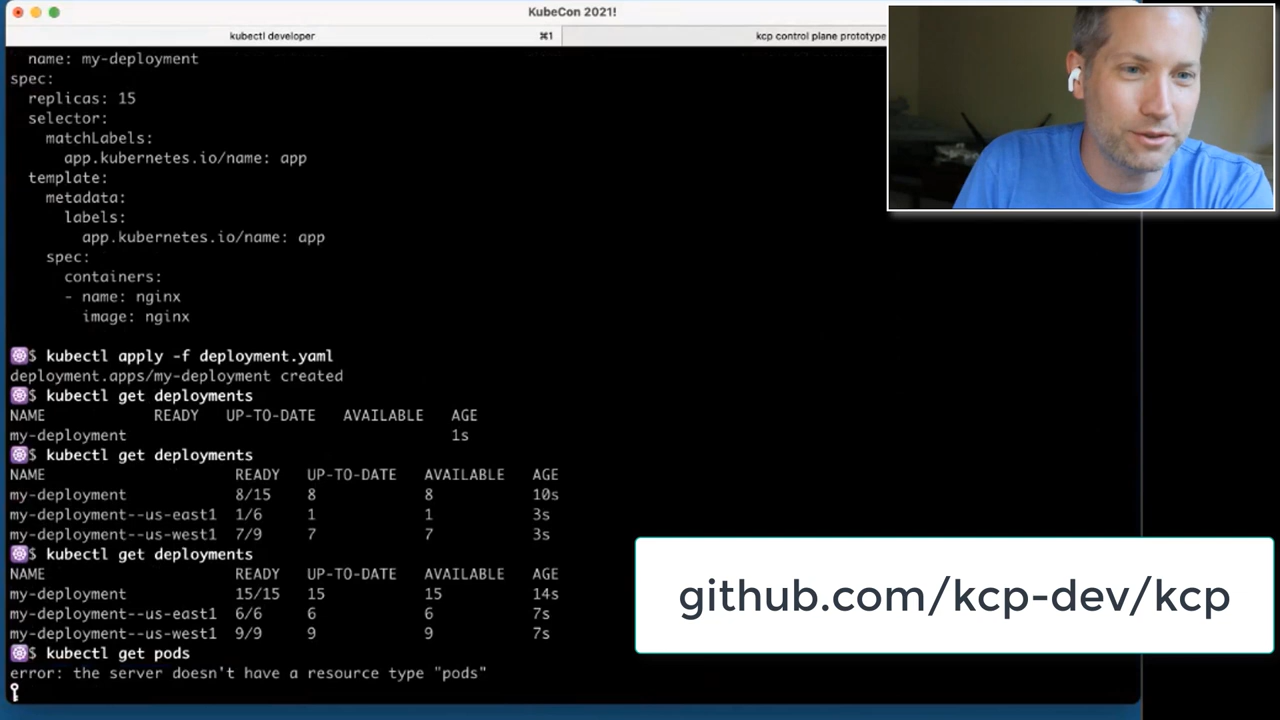 KubeCon 2021!
kubectl developer ⌘1 kcp control plane prototype
name: my-deployment
spec:
replicas: 15
selector:
matchLabels:
app.kubernetes.io/name: app
template:
metadata:
labels:
app.kubernetes.io/name: app
spec:
containers:
- name: nginx
image: nginx
$ kubectl apply -f deployment.yaml
deployment.apps/my-deployment created
$ kubectl get deployments
NAME READY UP-TO-DATE AVAILABLE AGE
my-deployment 1s
$ kubectl get deployments
NAME READY UP-TO-DATE AVAILABLE AGE
my-deployment 8/15 8 8 10s
my-deployment--us-east1 1/6 1 1 3s
my-deployment--us-west1 7/9 7 7 3s
$ kubectl get deployments
NAME READY UP-TO-DATE AVAILABLE AGE
my-deployment 15/15 15 15 14s
my-deployment--us-east1 6/6 6 6 7s
my-deployment--us-west1 9/9 9 9 7s
$ kubectl get pods
error: the server doesn't have a resource type "pods"
github.com/kcp-dev/kcp